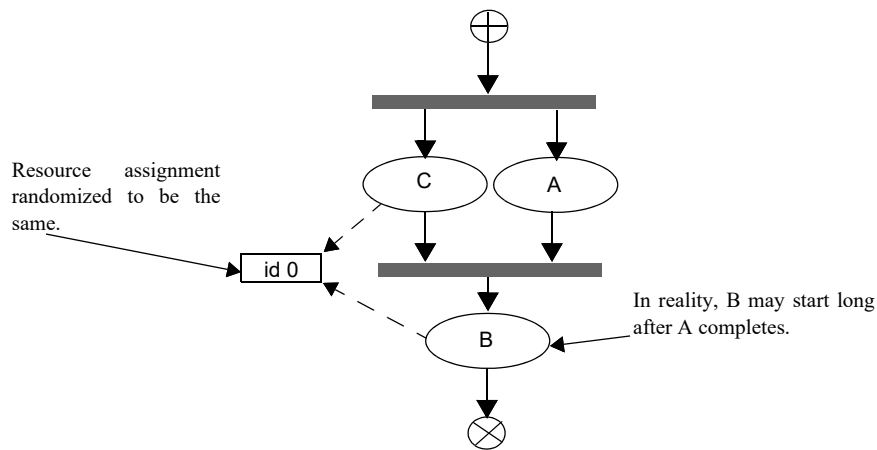 C
A
Resource assignment
randomized to be the
same.
id 0
In reality, B may start long
after A completes.
B